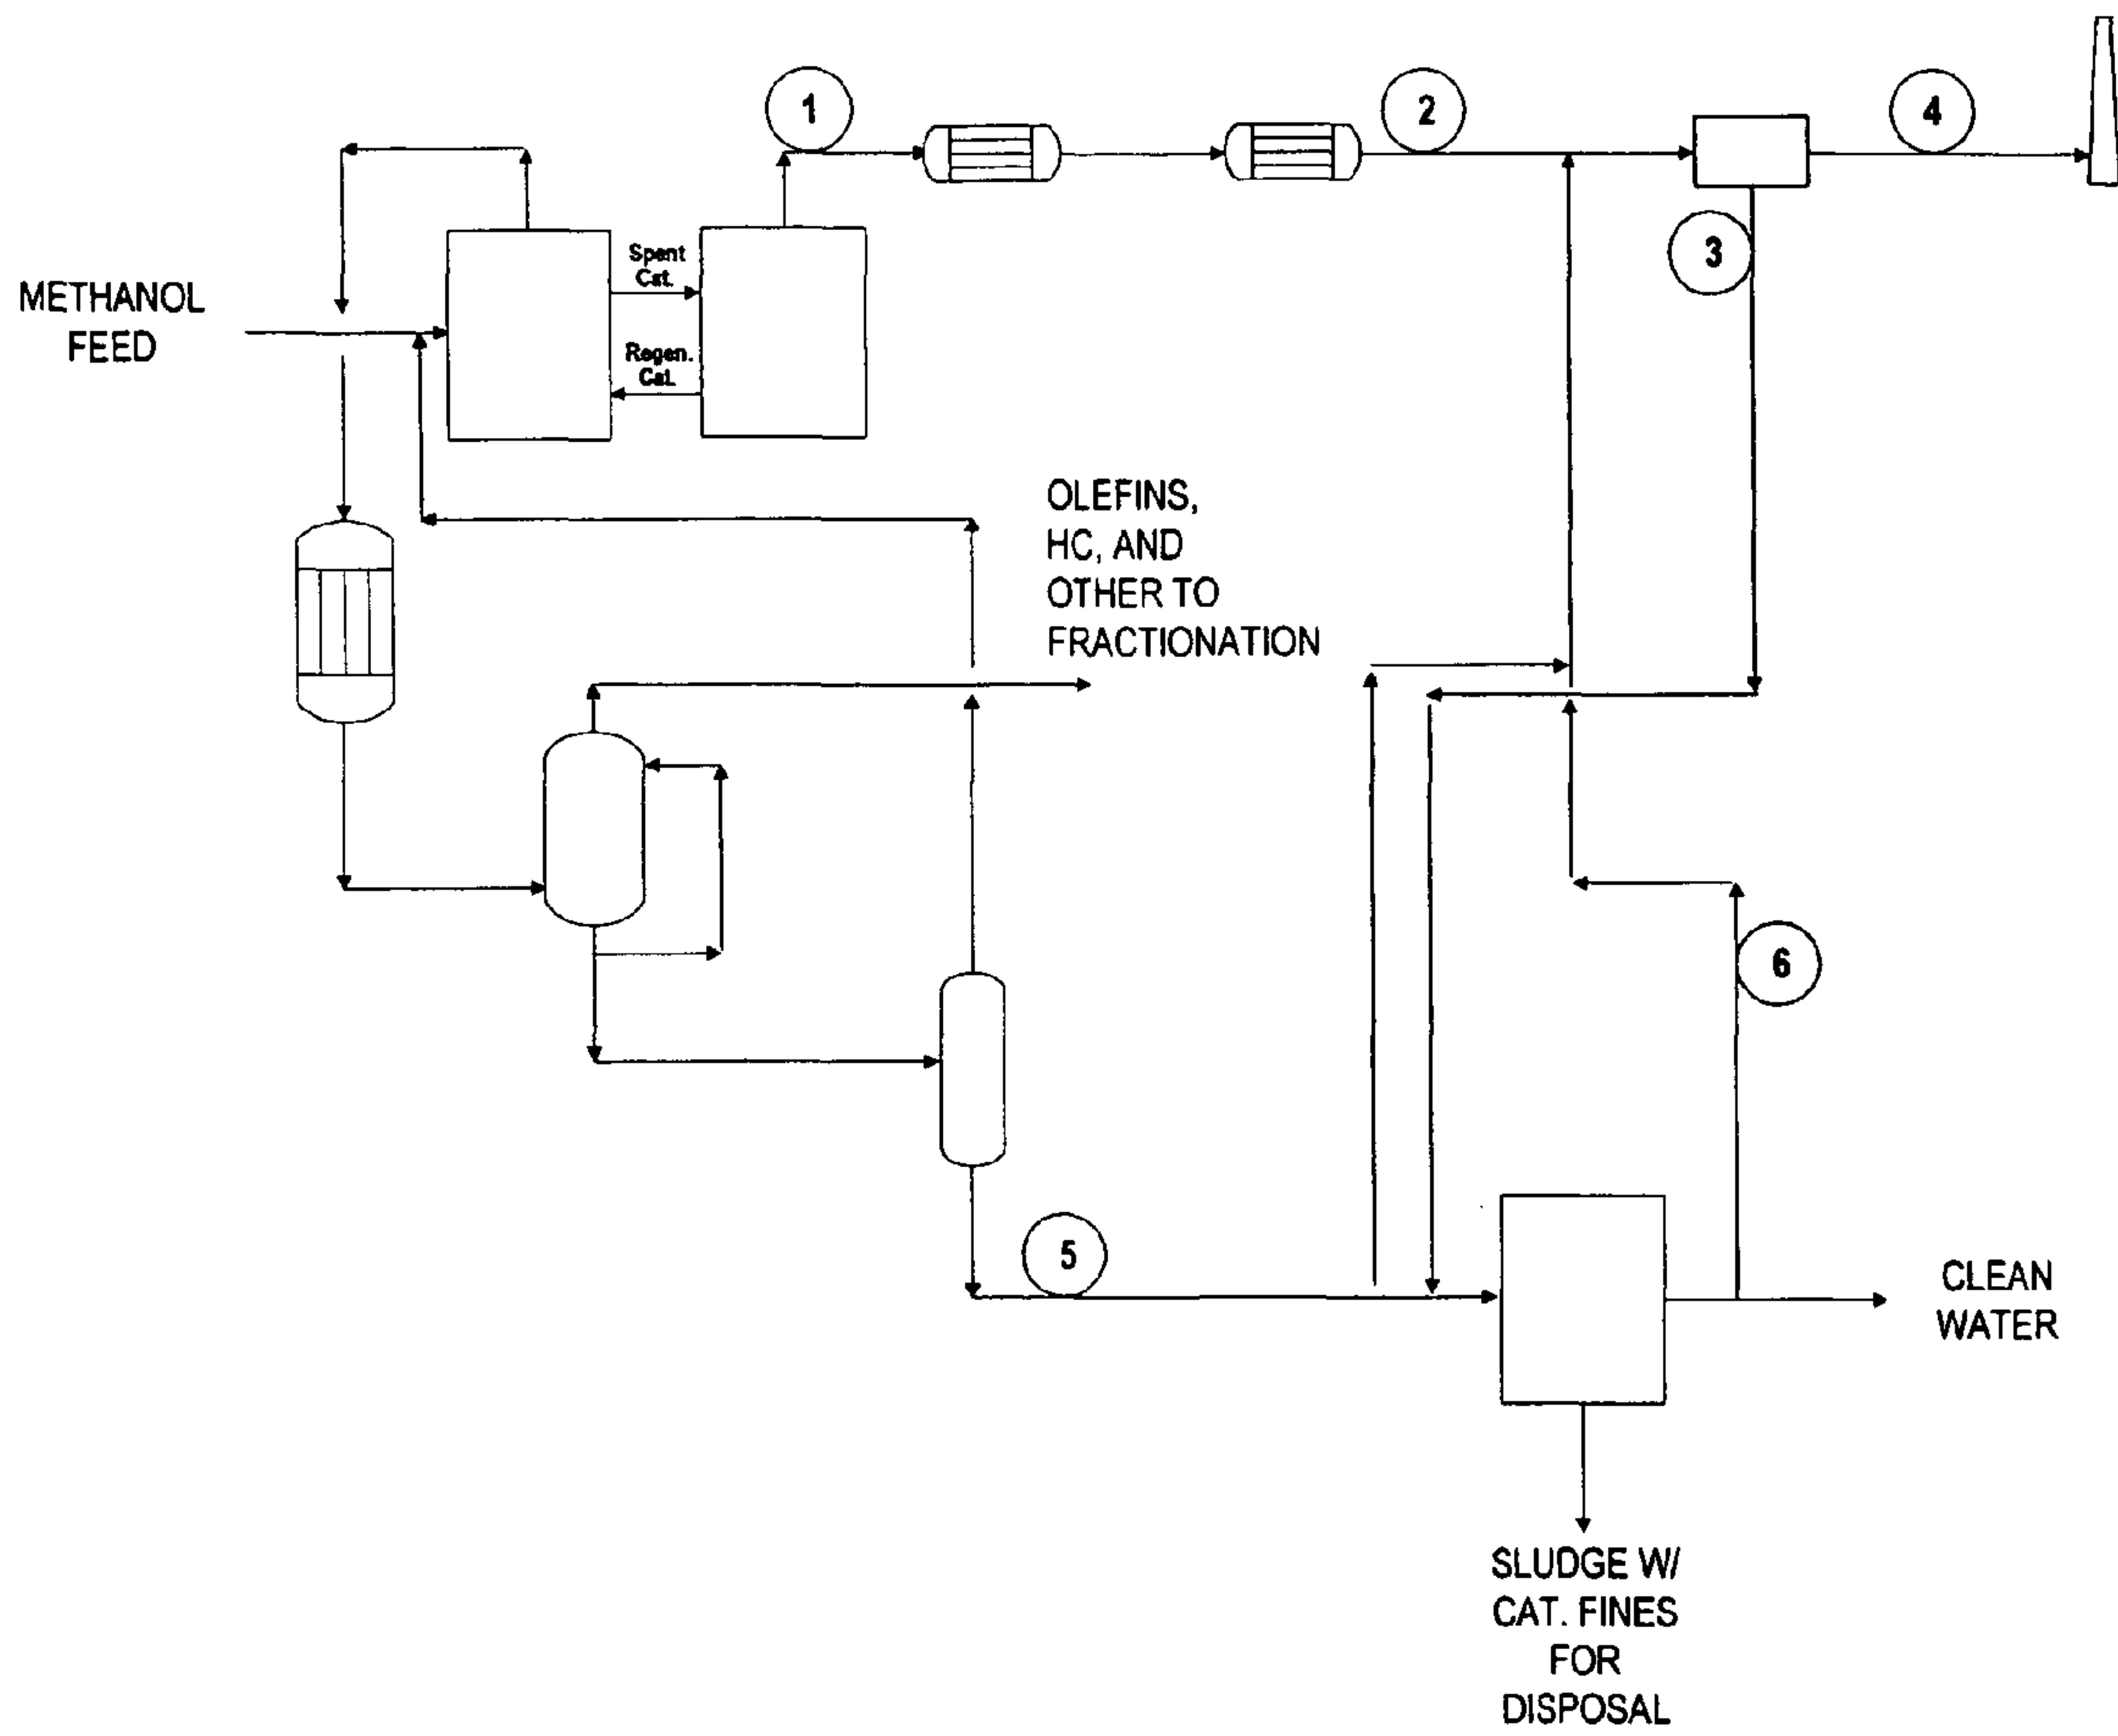 1
2
4
3
METHANOL
FEED
Spent
Cat.
Regen.
Cat.
OLEFINS,
HC, AND
OTHER TO
FRACTIONATION
6
5
CLEAN
WATER
SLUDGE W/
CAT. FINES
FOR
DISPOSAL